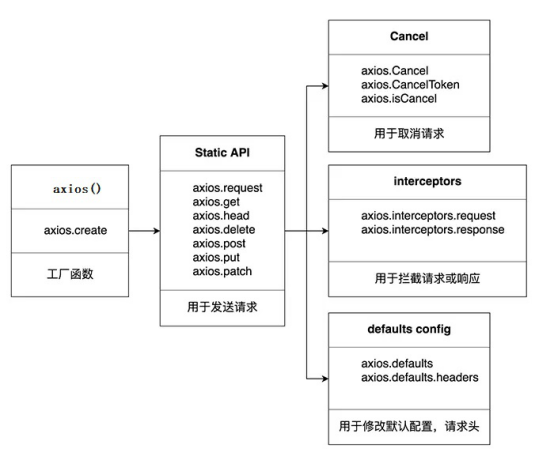 axios()
axios.create
工厂函数
Static API
axios.request
axios.get
axios.head
axios.delete
axios.post
axios.put
axios.patch
用于发送请求
Cancel
axios.Cancel
axios.CancelToken
axios.isCancel
用于取消请求
interceptors
axios.interceptors.request
axios.interceptors.response
用于拦截请求或响应
defaults config
axios.defaults
axios.defaults.headers
用于修改默认配置，请求头